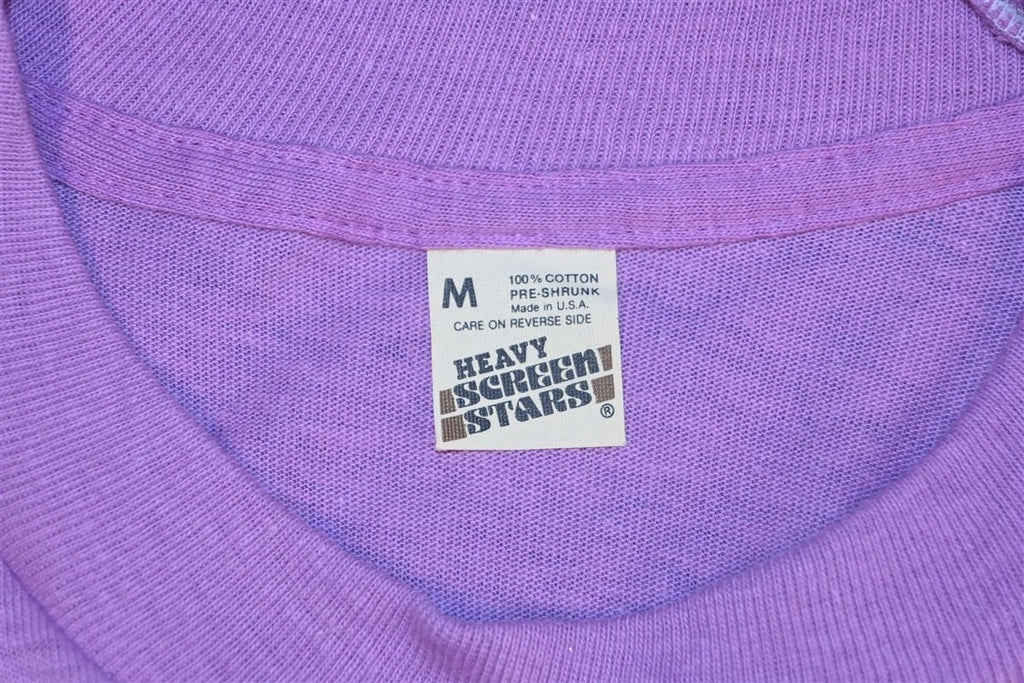 M 100% COTTON
PRE-SHRUNK
Made in U.S.A.
CARE ON REVERSE SIDE
HEAVY
SCREEN
STARS ®